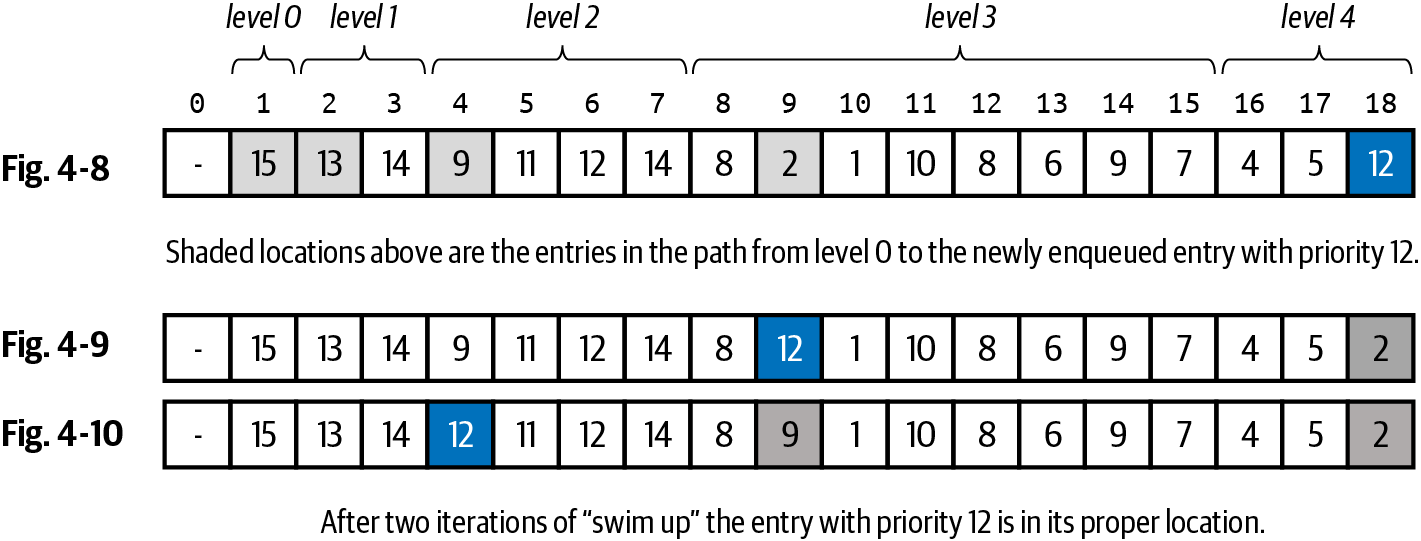 level 0 level 1 level 2 level 3 level 4
0 1 2 3 4 5 6 7 8 9 10 11 12 13 14 15 16 17 18
Fig. 4-8 - 15 13 14 9 11 12 14 8 2 1 10 8 6 9 7 4 5 12
Shaded locations above are the entries in the path from level 0 to the newly enqueued entry with priority 12.
Fig. 4-9 - 15 13 14 9 11 12 14 8 12 1 10 8 6 9 7 4 5 2
Fig. 4-10 - 15 13 14 12 11 12 14 8 9 1 10 8 6 9 7 4 5 2
After two iterations of “swim up” the entry with priority 12 is in its proper location.